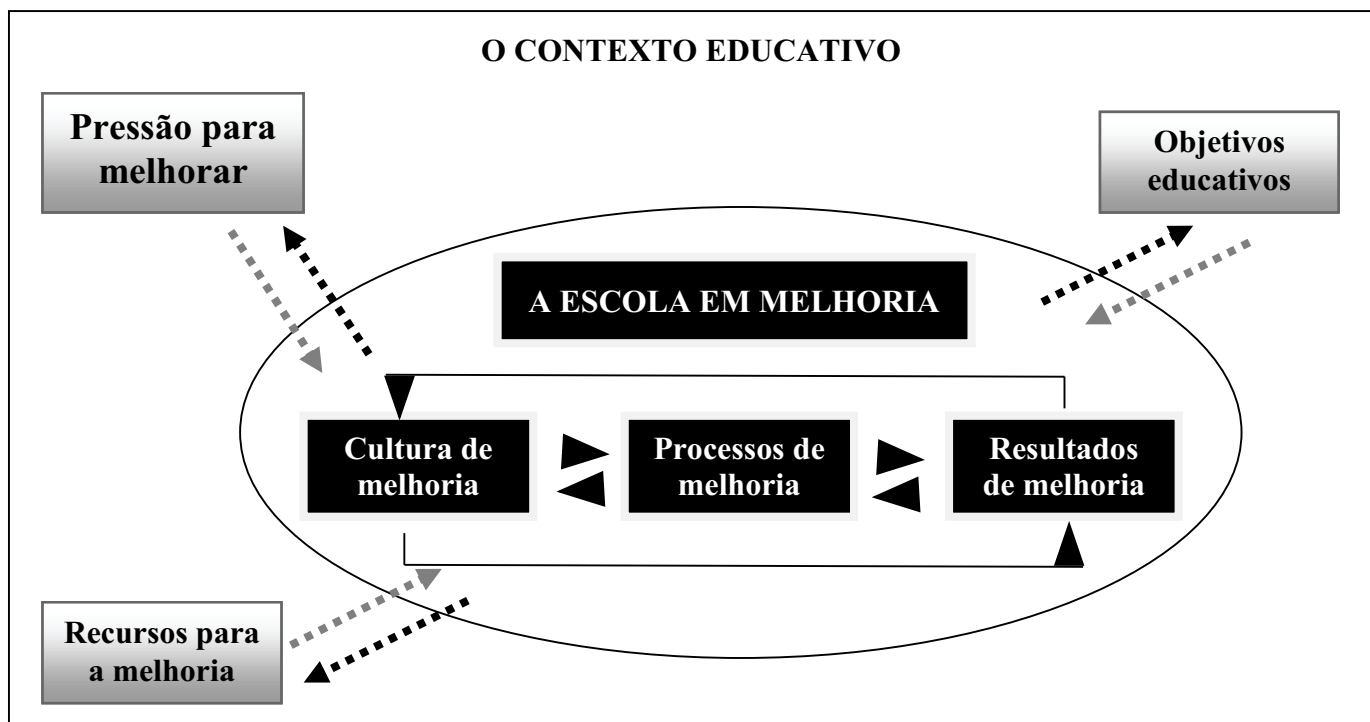 O CONTEXTO EDUCATIVO
Pressão para
melhorar
Objetivos
educativos
A ESCOLA EM MELHORIA
Cultura de
melhoria
Processos de
melhoria
Resultados
de melhoria
Recursos para
a melhoria